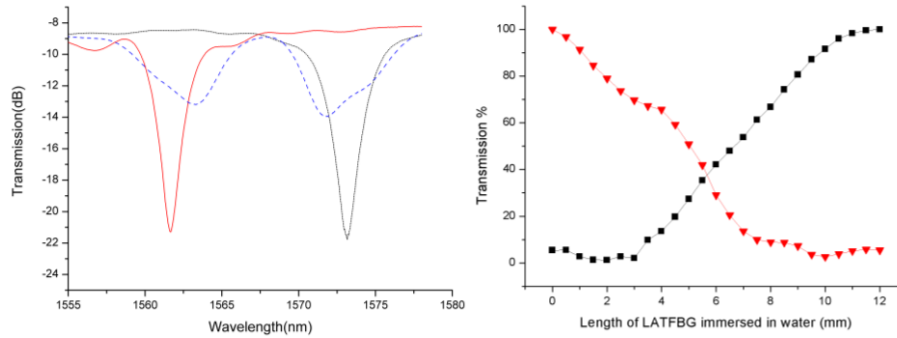 -8
-10
-12
-14
-16
-18
-20
-22
-24
Transmission(dB)
1555 1560 1565 1570 1575 1580
Wavelength(nm)
100
80
60
40
20
0
Transmission %
0 2 4 6 8 10 12
Length of LATFBG immersed in water (mm)